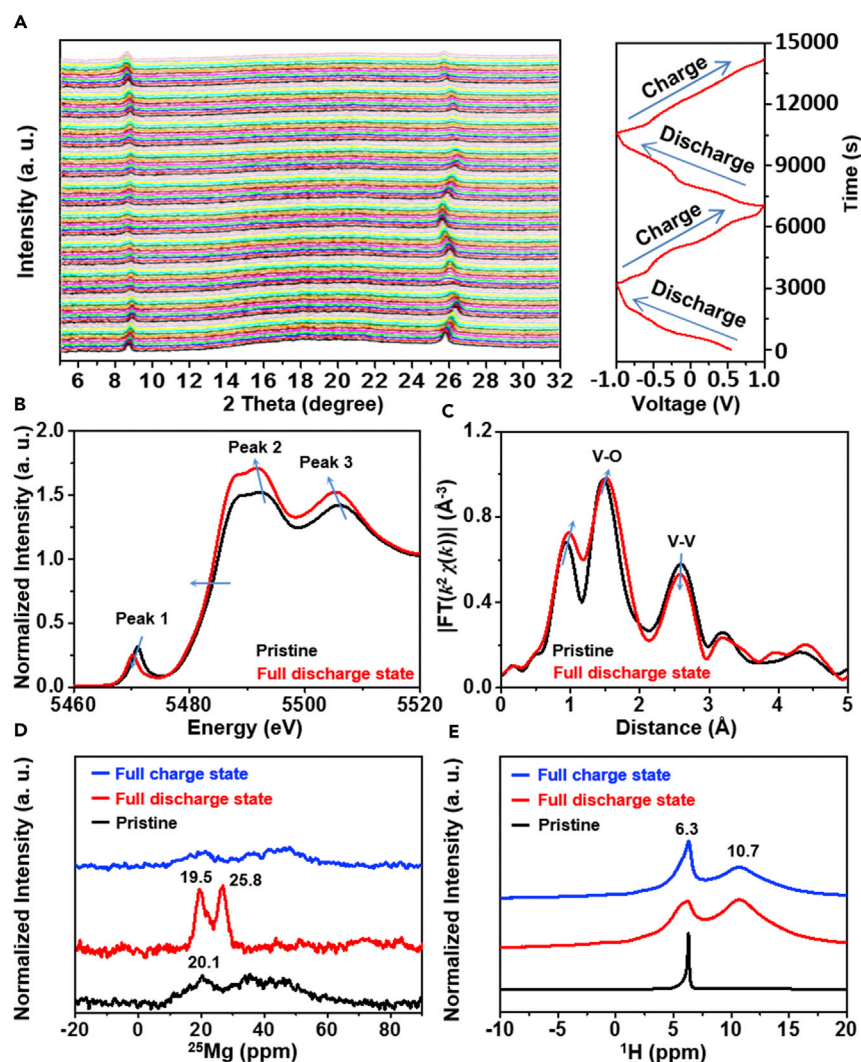 A
Intensity (a. u.)
6 8 10 12 14 16 18 20 22 24 26 28 30 32
2 Theta (degree)
Charge
Discharge
Charge
Discharge
15000
12000
9000
6000
3000
0
Time (s)
-1.0 -0.5 0 0.5 1.0
Voltage (V)
B
Normalized Intensity (a. u.)
2.0
1.5
1.0
0.5
0.0
Peak 1
Peak 2
Peak 3
Pristine
Full discharge state
5460 5480 5500 5520
Energy (eV)
C
|FT(k² χ(k))| (Å⁻³)
1.2
0.8
0.4
0.0
V-O
V-V
Pristine
Full discharge state
0 1 2 3 4 5
Distance (Å)
D
Normalized Intensity (a. u.)
Full charge state
Full discharge state
Pristine
19.5 25.8
20.1
-20 0 20 40 60 80
²⁵Mg (ppm)
E
Normalized Intensity (a. u.)
Full charge state
Full discharge state
Pristine
6.3
10.7
-10 -5 0 5 10 15 20
¹H (ppm)